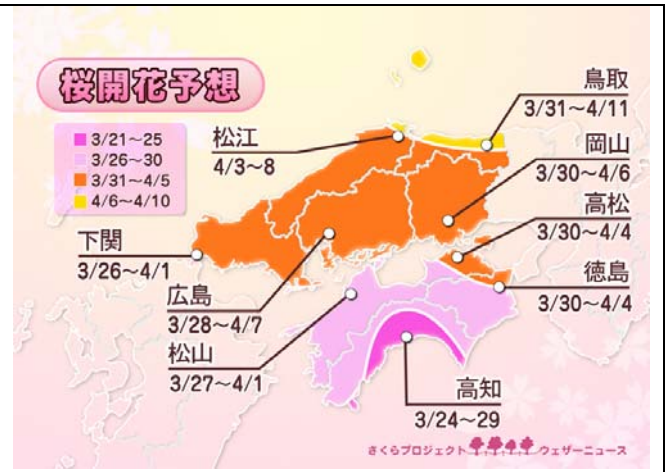 桜開花予想
3/21～25
3/26～30
3/31～4/5
4/6～4/10
松江
4/3～8
鳥取
3/31～4/11
岡山
3/30～4/6
高松
3/30～4/4
徳島
3/30～4/4
下関
3/26～4/1
広島
3/28～4/7
松山
3/27～4/1
高知
3/24～29
さくらプロジェクト ウェザーニュース